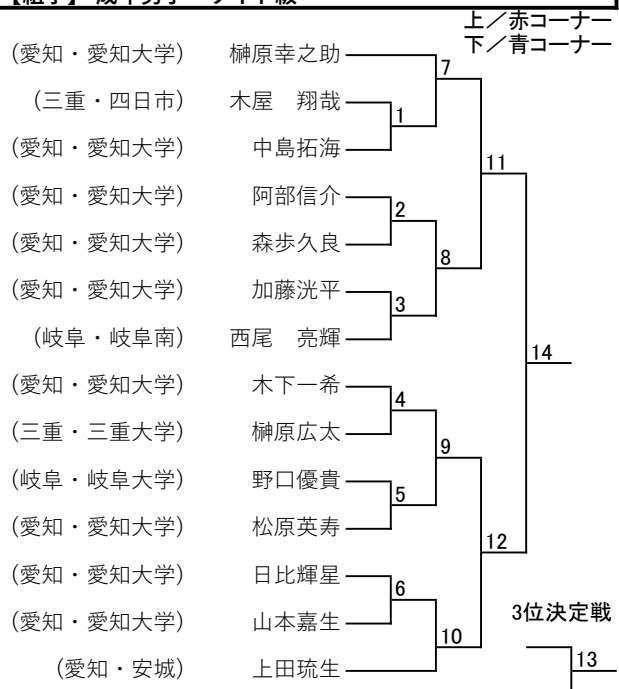 【組手】 成年男子 ライト級
上／赤コーナー
下／青コーナー
(愛知・愛知大学) 榊原幸之助
7
(三重・四日市) 木屋　翔哉
1
(愛知・愛知大学) 中島拓海
11
(愛知・愛知大学) 阿部信介
2
(愛知・愛知大学) 森歩久良
8
(愛知・愛知大学) 加藤洸平
3
(岐阜・岐阜南) 西尾　亮輝
14
(愛知・愛知大学) 木下一希
4
(三重・三重大学) 榊原広太
9
(岐阜・岐阜大学) 野口優貴
5
(愛知・愛知大学) 松原英寿
12
(愛知・愛知大学) 日比輝星
6
(愛知・愛知大学) 山本嘉生
3位決定戦
10
(愛知・安城) 上田琉生
13